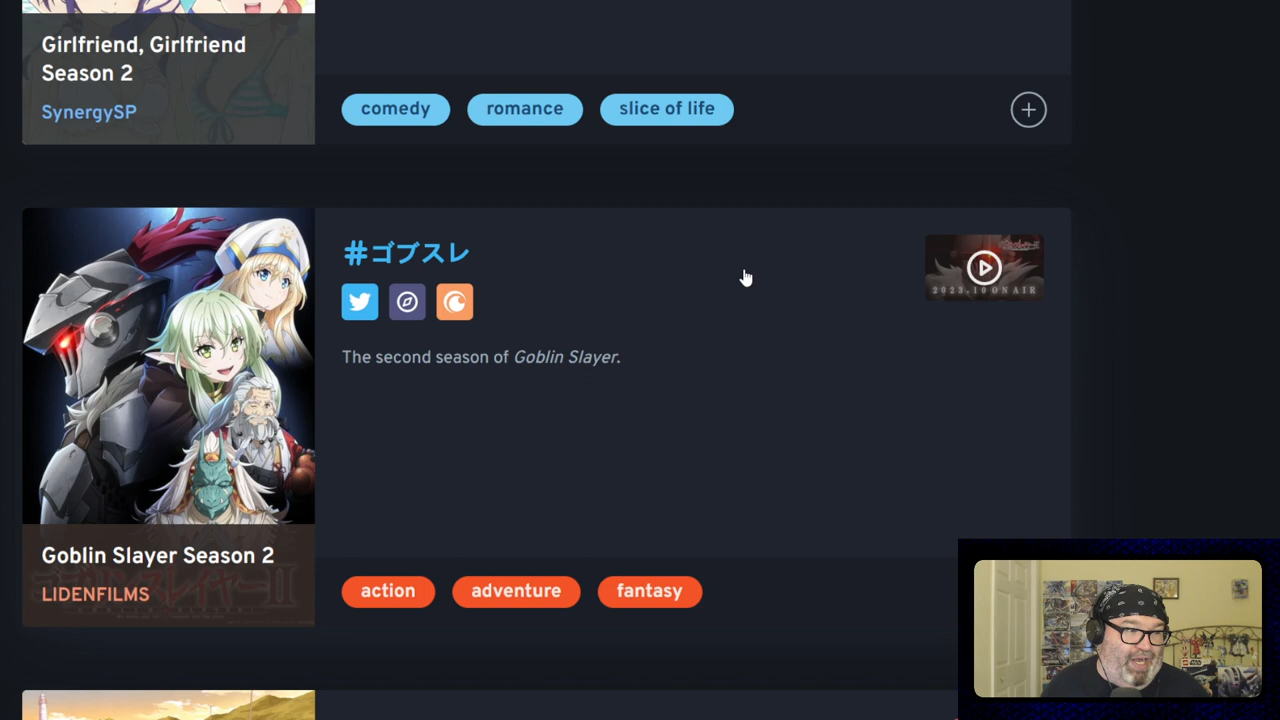 Girlfriend, Girlfriend
Season 2
SynergySP
comedy
romance
slice of life
#ゴブスレ
2023.10 ON AIR
The second season of Goblin Slayer.
Goblin Slayer Season 2
LIDENFILMS
action
adventure
fantasy